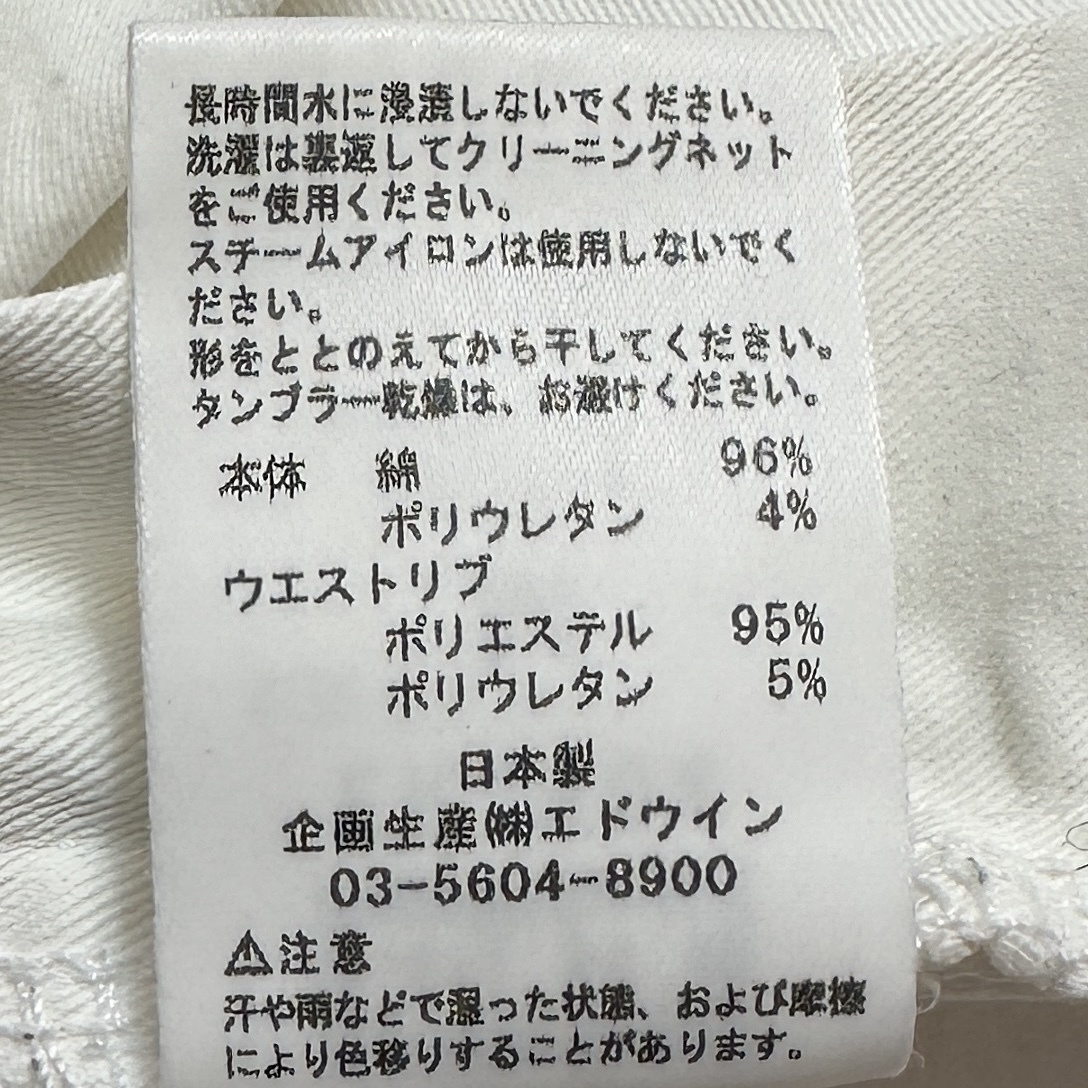 長時間水に浸漬しないでください。
洗濯は裏返してクリーニングネット
をご使用ください。
スチームアイロンは使用しないでく
ださい。
形をととのえてから干してください。
タンブラー乾燥は、お避けください。
本体 綿 96%
ポリウレタン 4%
ウエストリブ
ポリエステル 95%
ポリウレタン 5%
日本製
企画生産㈱エドウイン
03-5604-8900
⚠注意
汗や雨などで湿った状態、および摩擦
により色移りすることがあります。